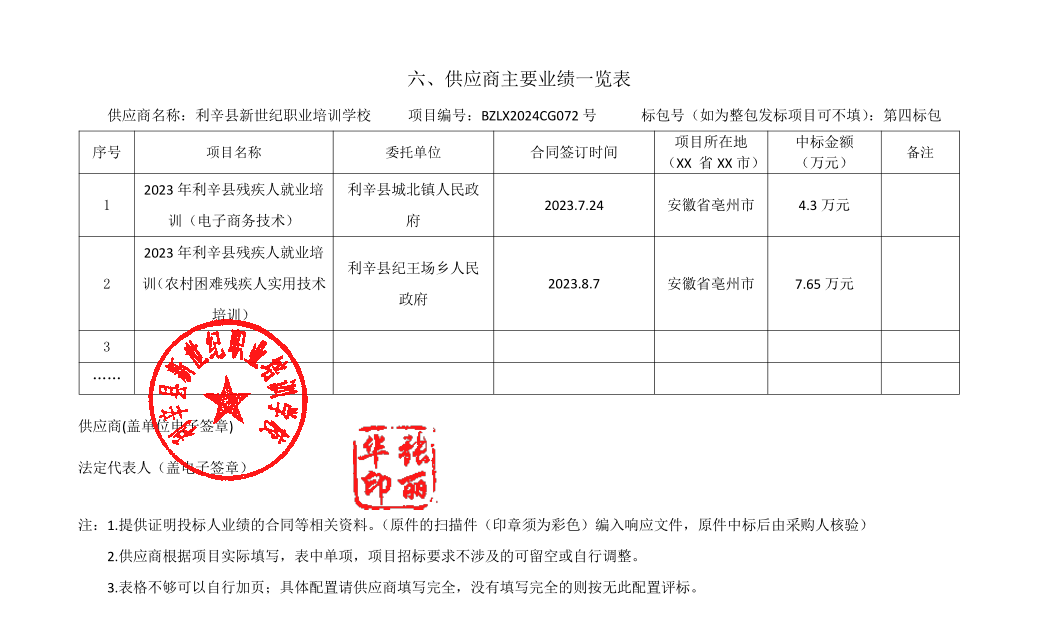 六、供应商主要业绩一览表
供应商名称：利辛县新世纪职业培训学校 项目编号：BZLX2024CG072 号 标包号（如为整包发标项目可不填）：第四标包
序号 项目名称 委托单位 合同签订时间 项目所在地 中标金额 备注
（XX 省 XX 市） （万元）
1 2023 年利辛县残疾人就业培 利辛县城北镇人民政 2023.7.24 安徽省亳州市 4.3 万元
训（电子商务技术） 府
2 2023 年利辛县残疾人就业培 利辛县纪王场乡人民 2023.8.7 安徽省亳州市 7.65 万元
训（农村困难残疾人实用技术 政府
培训）
3
……
利辛县新世纪职业培训学校
供应商(盖单位电子签章)
法定代表人（盖电子签章）
张丽华印
注：1.提供证明投标人业绩的合同等相关资料。（原件的扫描件（印章须为彩色）编入响应文件，原件中标后由采购人核验）
2.供应商根据项目实际填写，表中单项，项目招标要求不涉及的可留空或自行调整。
3.表格不够可以自行加页；具体配置请供应商填写完全，没有填写完全的则按无此配置评标。